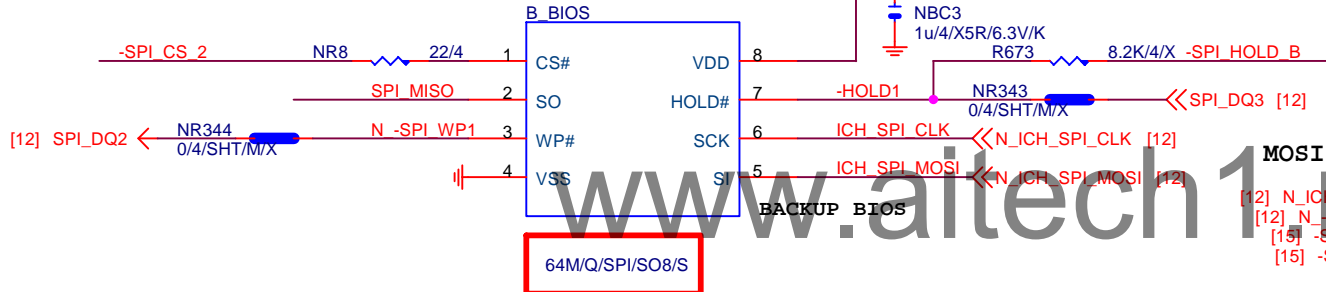 B_BIOS
NBC3
1u/4/X5R/6.3V/K
-SPI_CS_2 NR8 22/4 1 CS# VDD 8 R673 8.2K/4/X -SPI_HOLD_B
SPI_MISO 2 SO HOLD# 7 -HOLD1 NR343 SPI_DQ3 [12]
0/4/SHT/M/X
[12] SPI_DQ2 NR344 N_-SPI_WP1 3 WP# SCK 6 ICH_SPI_CLK N_ICH_SPI_CLK [12]
0/4/SHT/M/X
MOSI
4 VSS SI 5 ICH_SPI_MOSI N_ICH_SPI_MOSI [12]
www.aitech1.
[12] N_ICH
BACKUP BIOS
[12] N_-
[15] -S
[15] -S
64M/Q/SPI/SO8/S